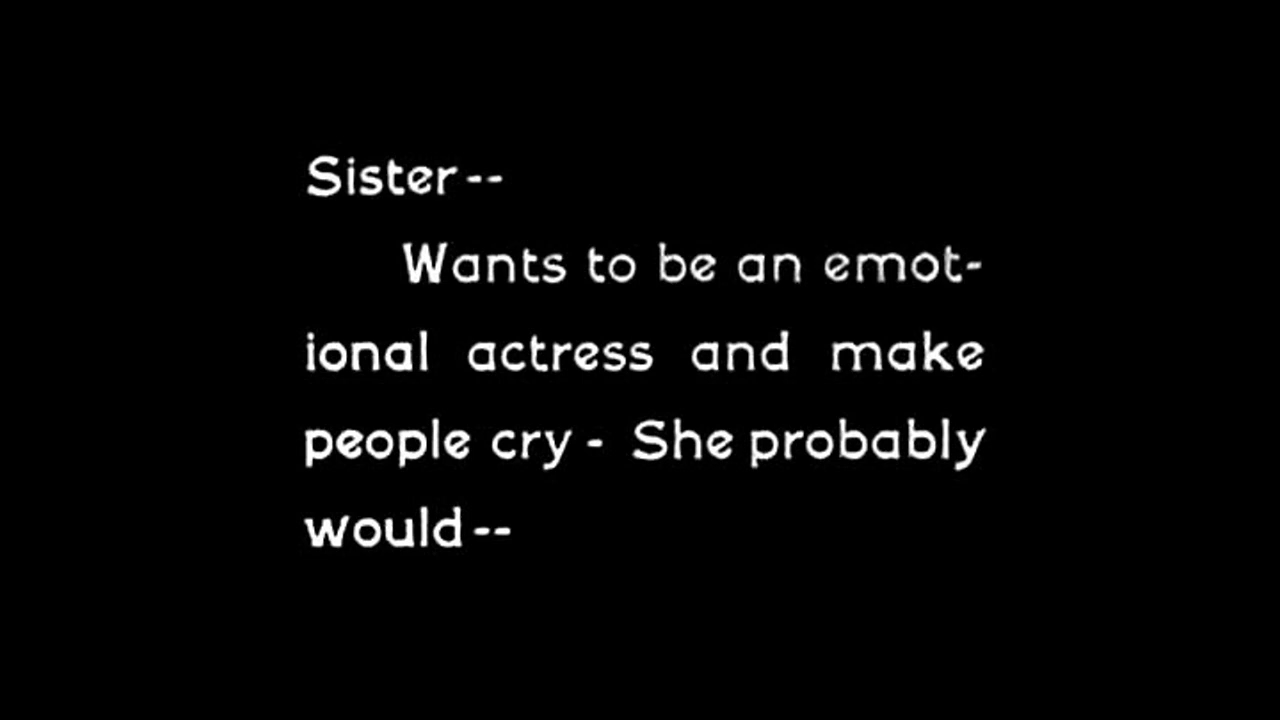 Sister--
Wants to be an emot-
ional actress and make
people cry - She probably
would--